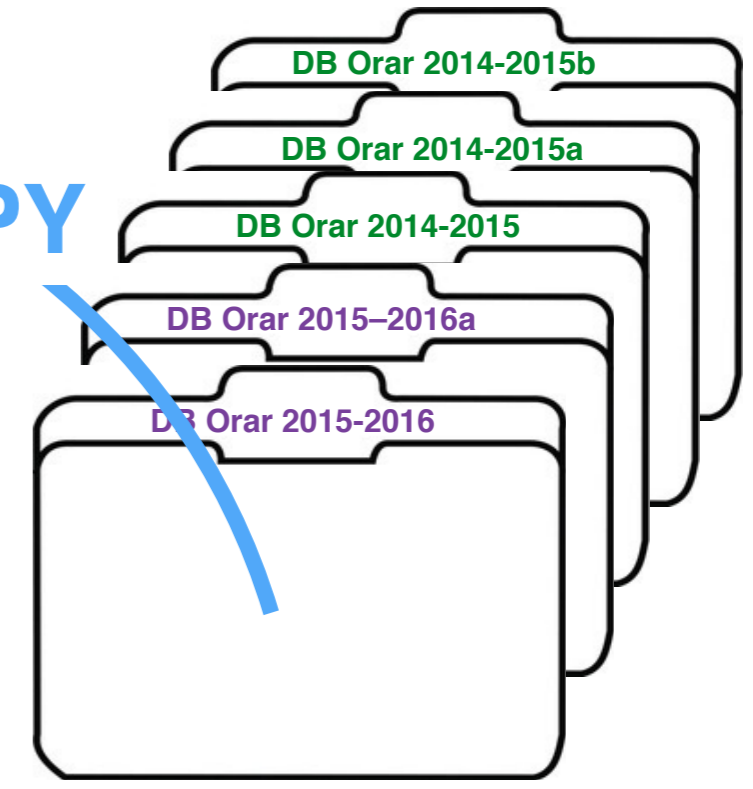 DB Orar 2014-2015b
DB Orar 2014-2015a
PY
DB Orar 2014-2015
DB Orar 2015–2016a
DB Orar 2015-2016